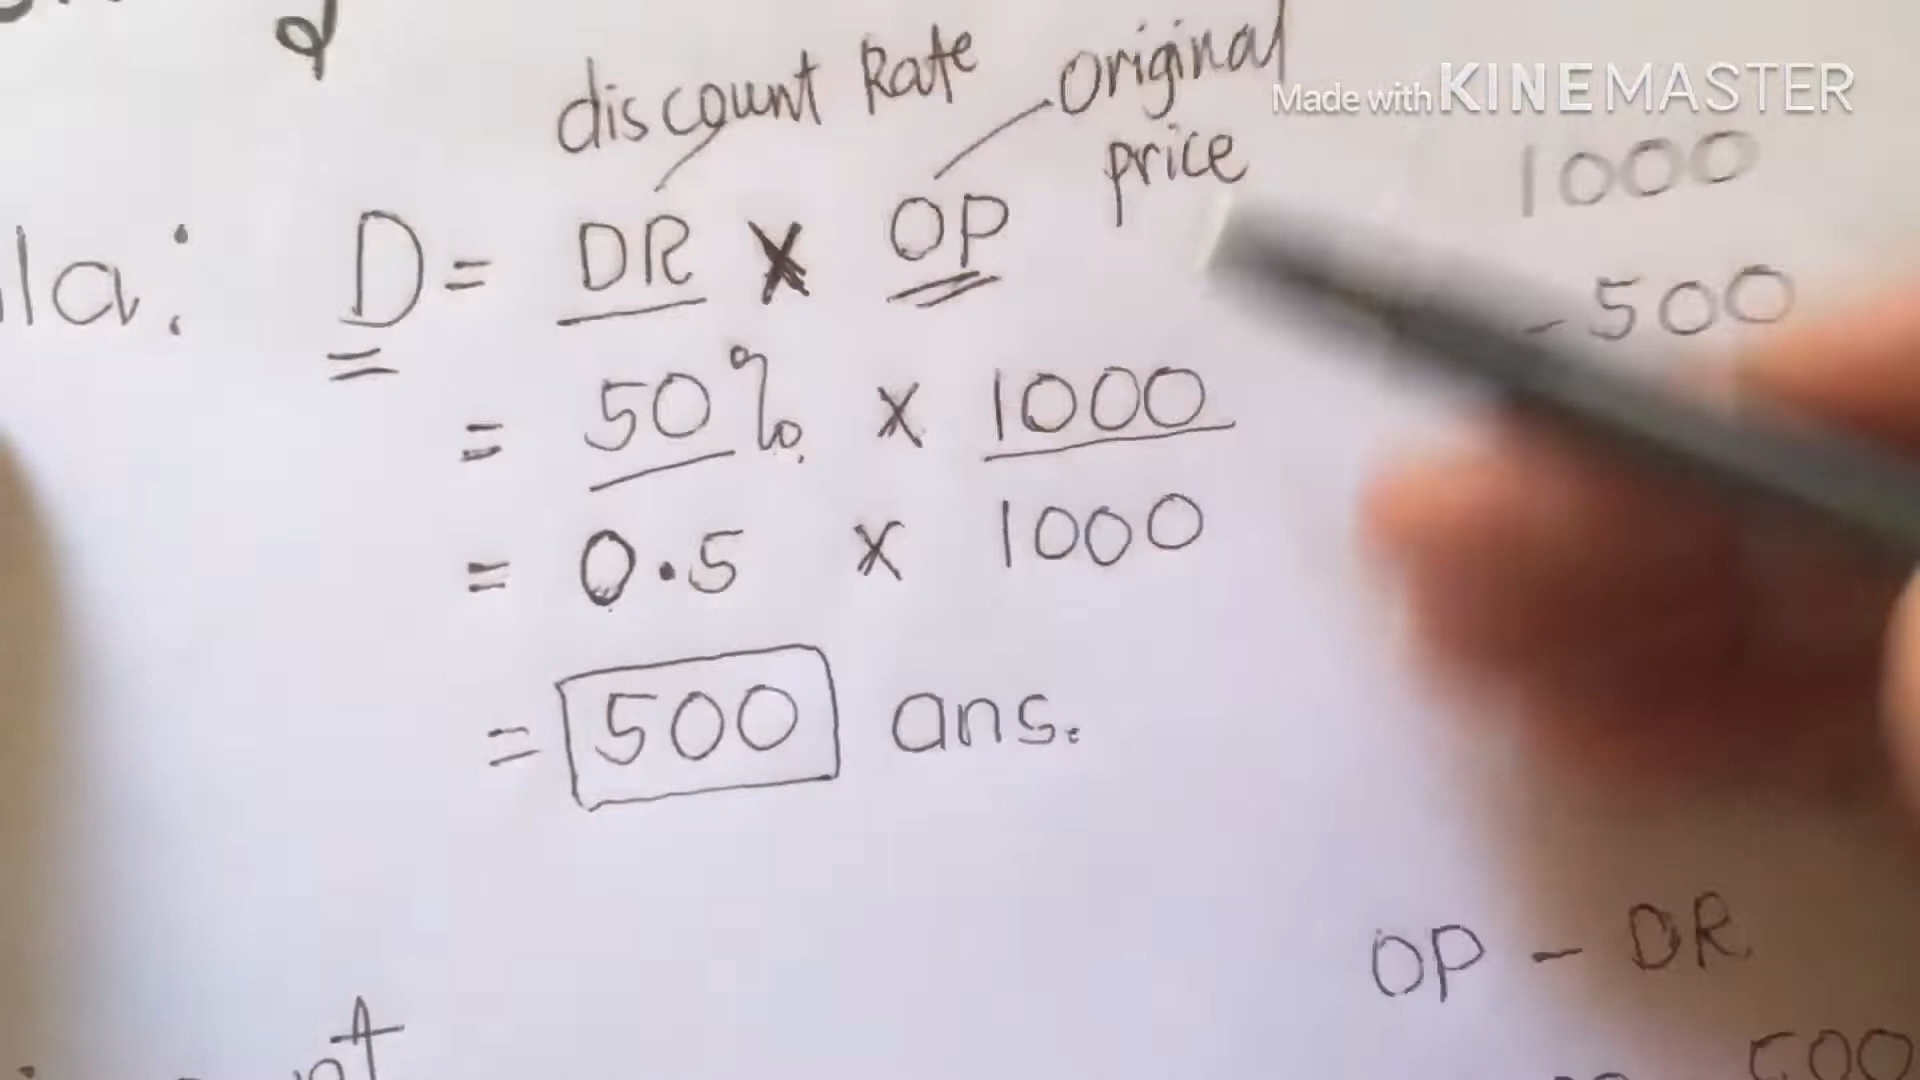 discount Rate
Original
price
Made with KINEMASTER
1000
la: D = DR x OP
- 500
= 50% x 1000
= 0.5 x 1000
= 500 ans.
OP - DR
500